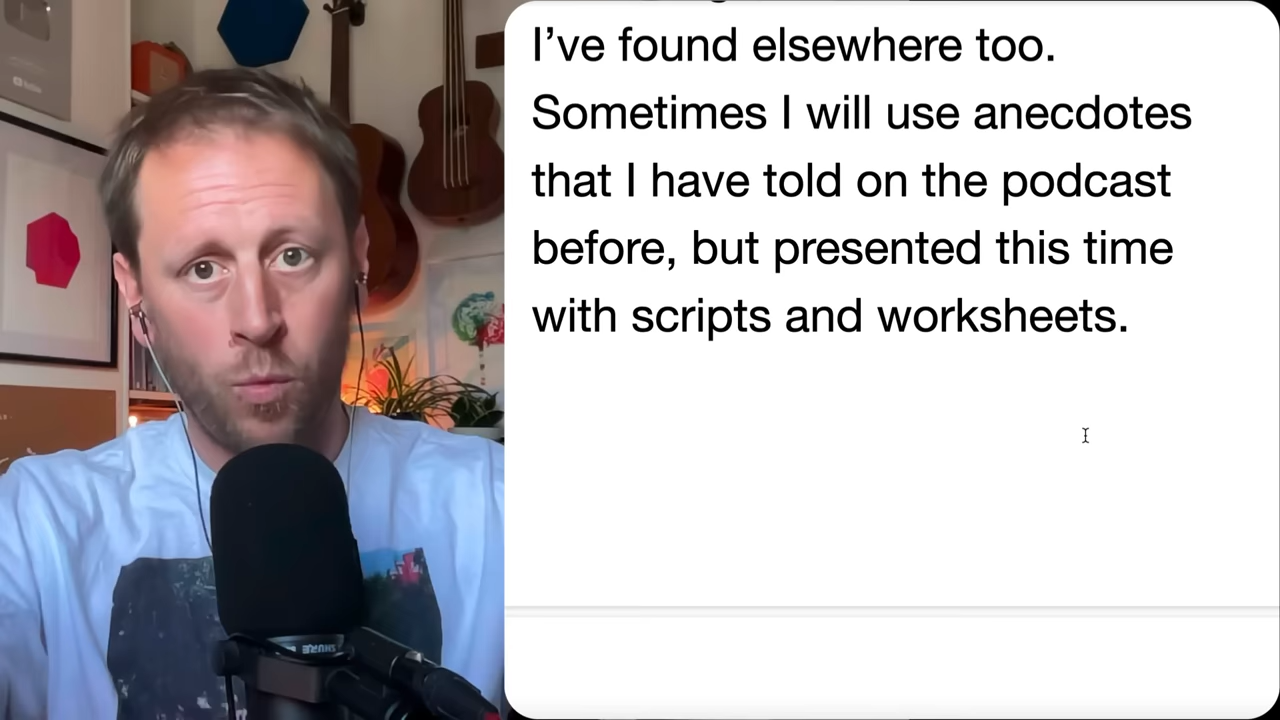 I've found elsewhere too.
Sometimes I will use anecdotes
that I have told on the podcast
before, but presented this time
with scripts and worksheets.
SHURE